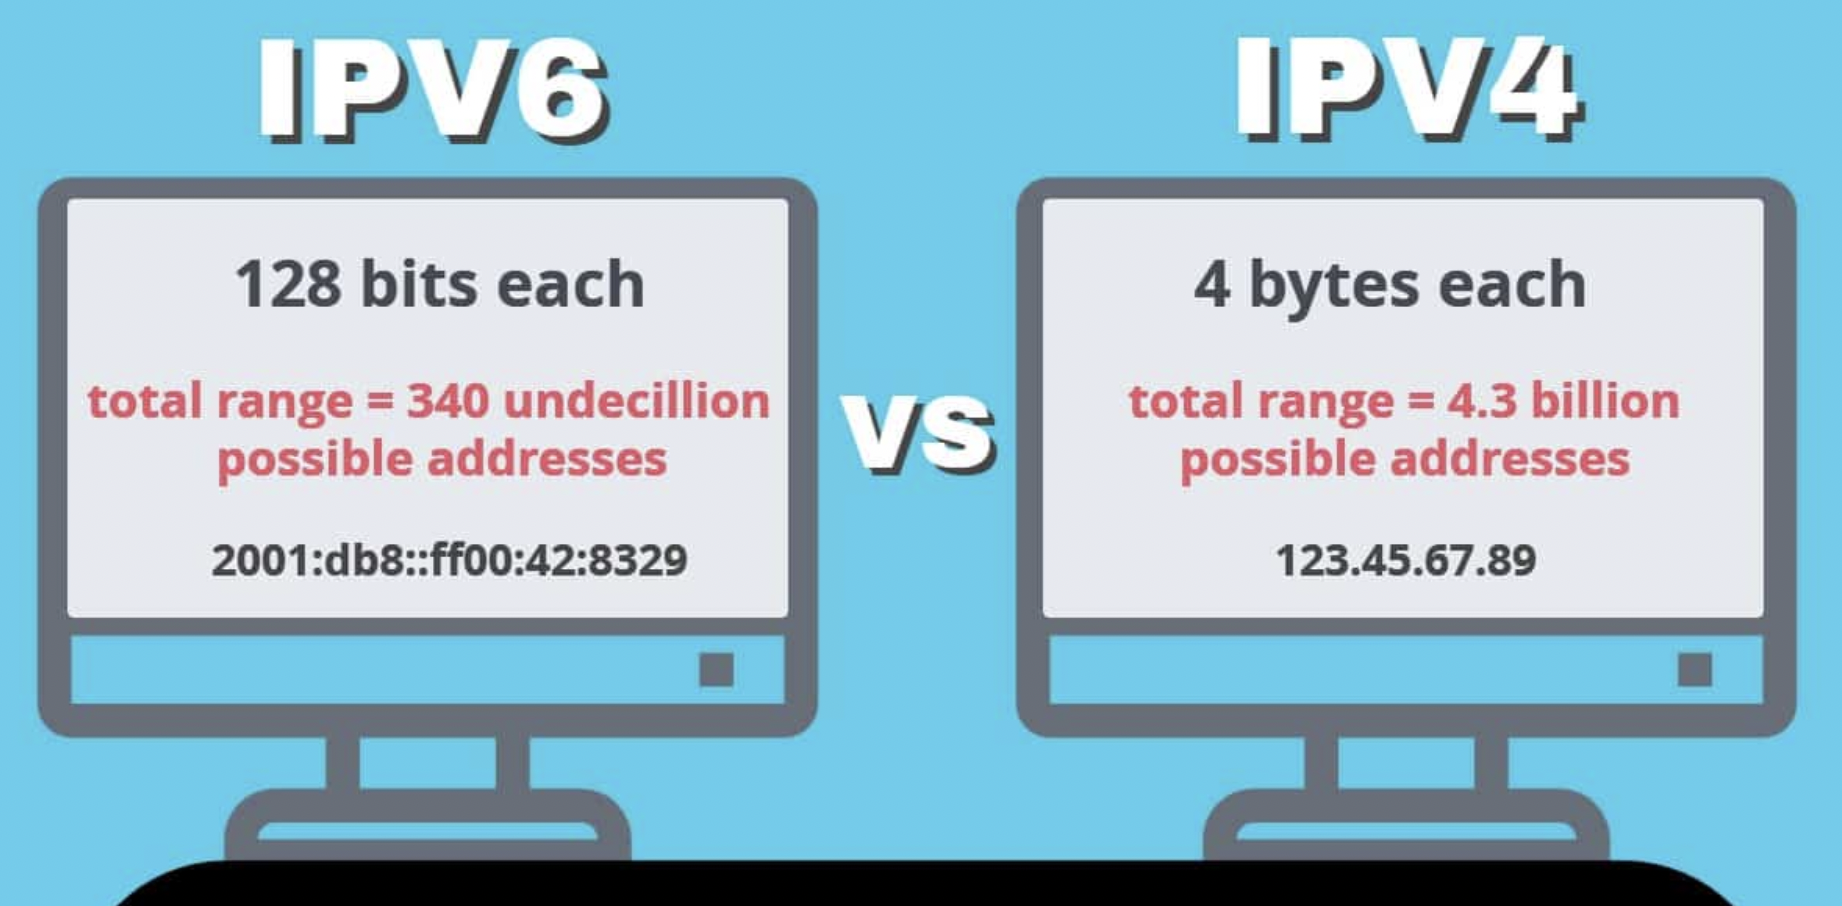 IPV6
128 bits each
total range = 340 undecillion
possible addresses
2001:db8::ff00:42:8329
VS
IPV4
4 bytes each
total range = 4.3 billion
possible addresses
123.45.67.89